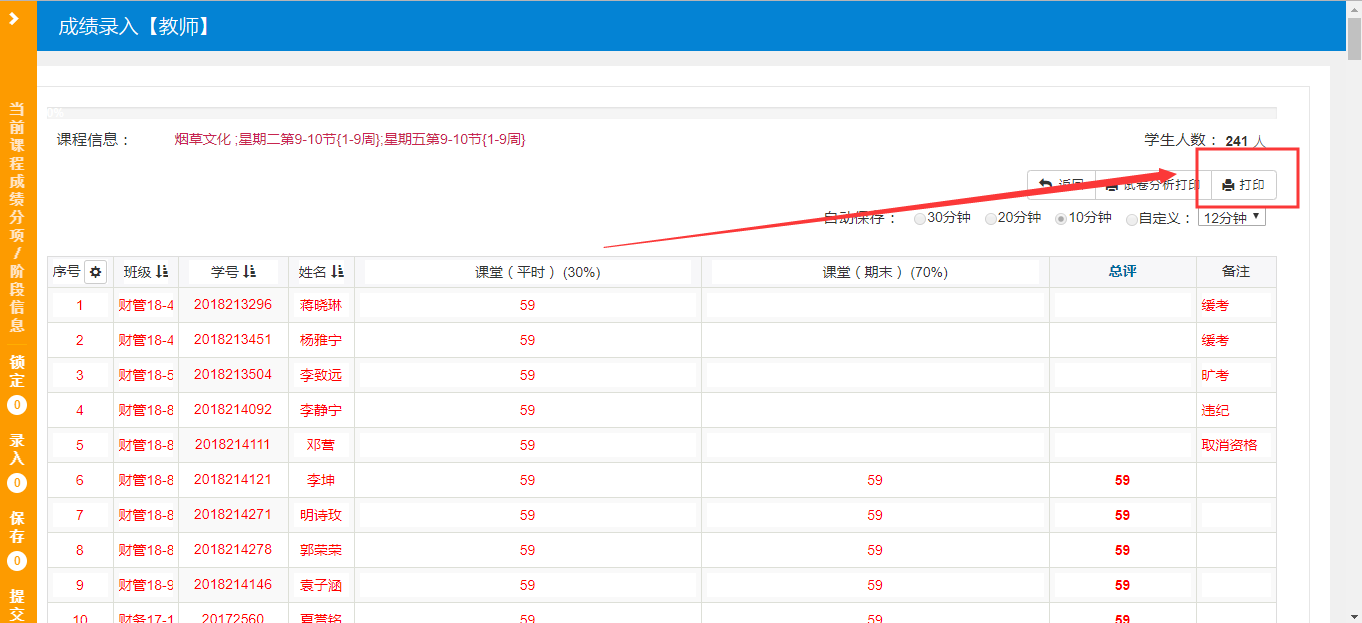 成绩录入【教师】
当前课程成绩分项/阶段信息
锁定 0
录入 0
保存 0
提交
课程信息： 烟草文化 ;星期二第9-10节{1-9周};星期五第9-10节{1-9周} 学生人数： 241 人
返回 试卷分析打印 打印
自动保存： 30分钟 20分钟 10分钟 自定义： 12分钟
序号 班级 学号 姓名 课堂（平时）(30%) 课堂（期末）(70%) 总评 备注
1 财管18-4 2018213296 蒋晓琳 59 缓考
2 财管18-4 2018213451 杨雅宁 59 缓考
3 财管18-5 2018213504 李致远 59 旷考
4 财管18-8 2018214092 李静宁 59 违纪
5 财管18-8 2018214111 邓营 59 取消资格
6 财管18-8 2018214121 李坤 59 59 59
7 财管18-8 2018214271 明诗玫 59 59 59
8 财管18-8 2018214278 郭荣荣 59 59 59
9 财管18-9 2018214146 袁子涵 59 59 59
10 财务17-1 20172560 夏誉铭 59 59 59